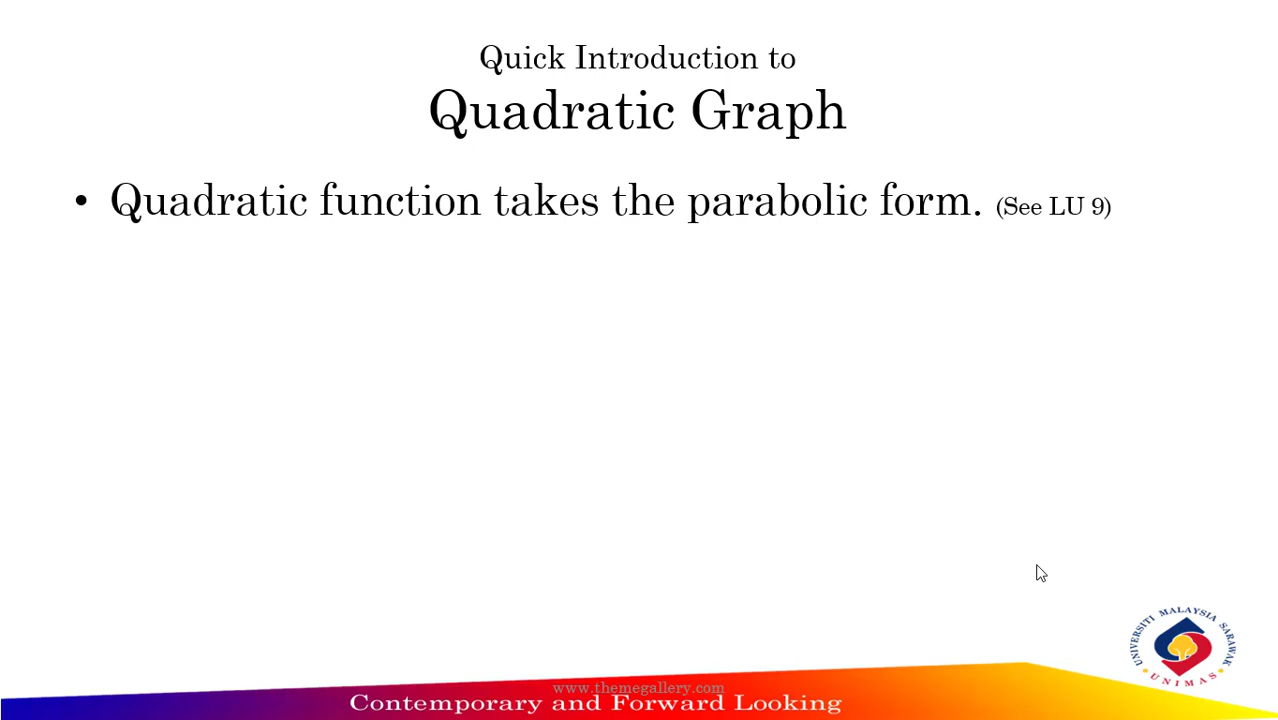 Quick Introduction to
Quadratic Graph
• Quadratic function takes the parabolic form. (See LU 9)
UNIVERSITI MALAYSIA SARAWAK
UNIMAS
www.themegallery.com
Contemporary and Forward Looking